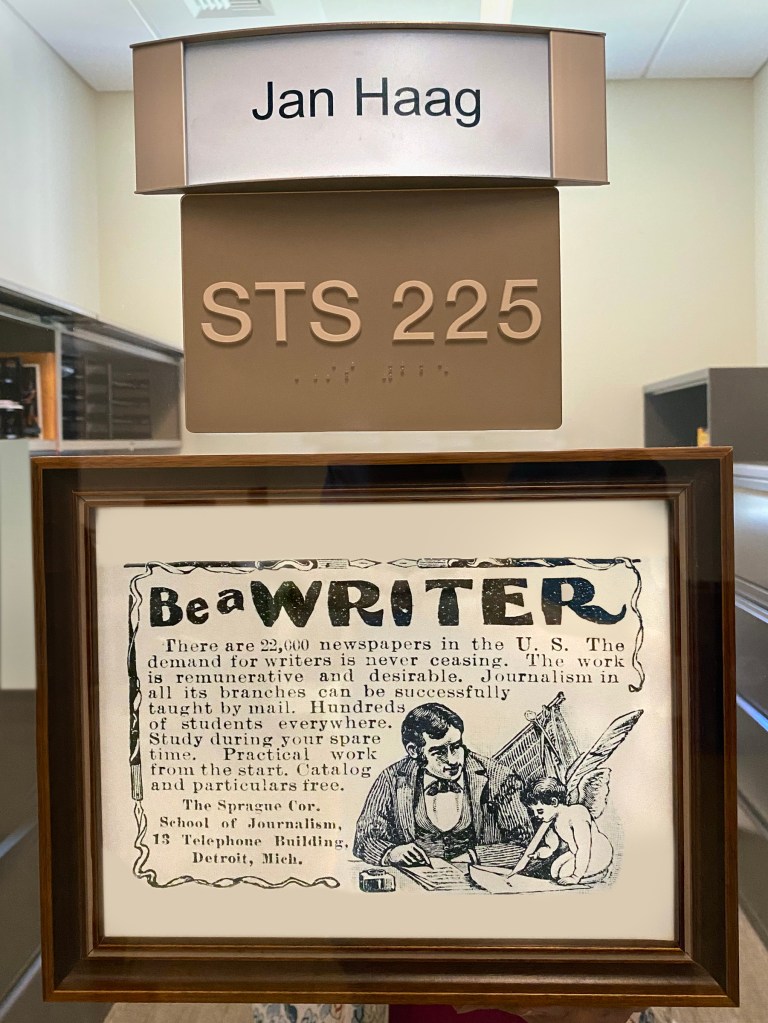 Jan Haag
STS 225
Be a WRITER
There are 22,000 newspapers in the U. S. The
demand for writers is never ceasing. The work
is remunerative and desirable. Journalism in
all its branches can be successfully
taught by mail. Hundreds
of students everywhere.
Study during your spare
time. Practical work
from the start. Catalog
and particulars free.
The Sprague Cor.
School of Journalism,
13 Telephone Building,
Detroit, Mich.